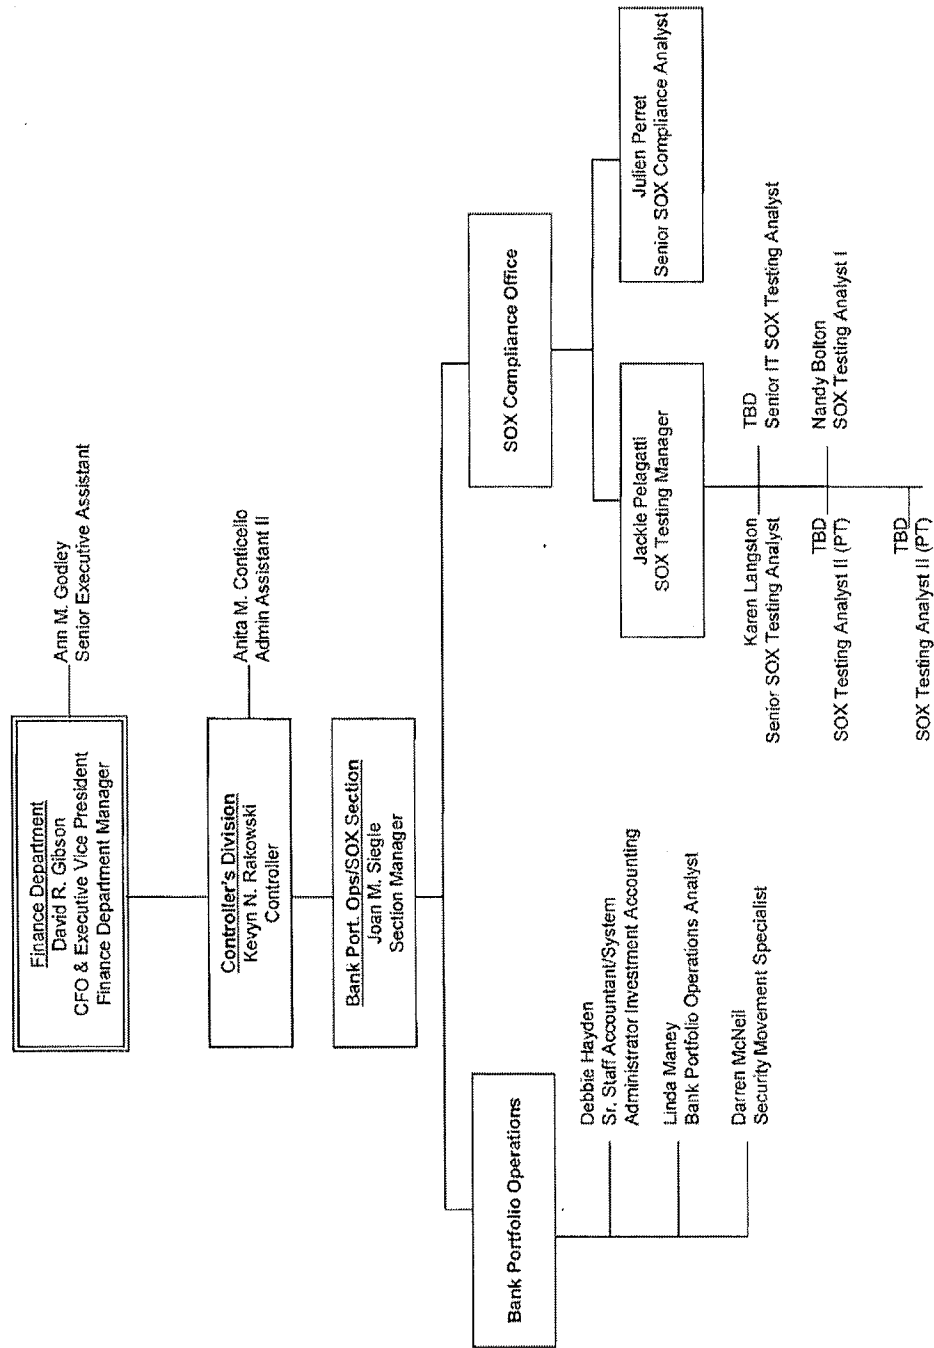 Finance Department
David R. Gibson
CFO & Executive Vice President
Finance Department Manager
Ann M. Godley
Senior Executive Assistant
Controller's Division
Kevyn N. Rakowski
Controller
Anita M. Conticello
Admin Assistant II
Bank Port. Ops/SOX Section
Joan M. Siegle
Section Manager
Bank Portfolio Operations
Debbie Hayden
Sr. Staff Accountant/System
Administrator Investment Accounting
Linda Maney
Bank Portfolio Operations Analyst
Darren McNeil
Security Movement Specialist
SOX Compliance Office
Jackie Pelagatti
SOX Testing Manager
Karen Langston
Senior SOX Testing Analyst
TBD
Senior IT SOX Testing Analyst
TBD
SOX Testing Analyst II (PT)
Nandy Bolton
SOX Testing Analyst I
TBD
SOX Testing Analyst II (PT)
Julien Perret
Senior SOX Compliance Analyst